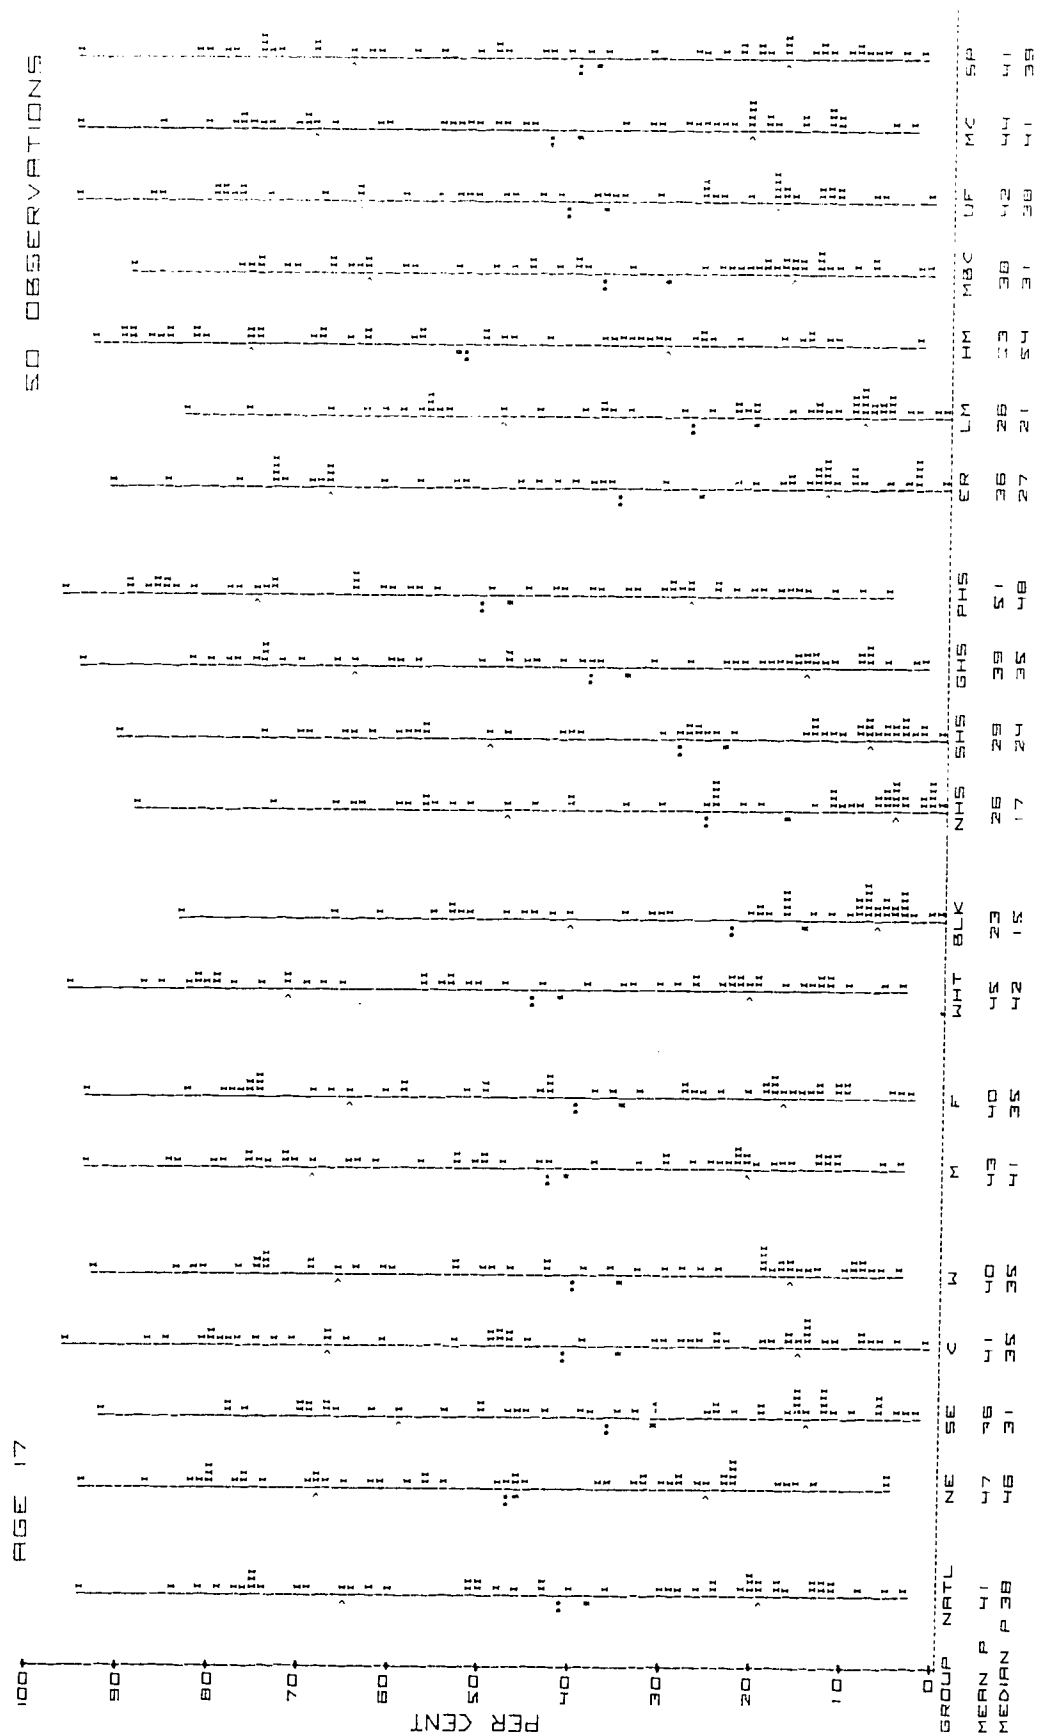 AGE 17
50 OBSERVATIONS
PER CENT
100
90
80
70
60
50
40
30
20
10
0
GROUP NATL NE SE C W M F WHT BLK NHS SHS GHS PHS ER LM HM MBC UF MC SP
MEAN P 41 47 36 41 40 43 40 45 23 26 29 39 51 36 26 53 38 42 44 41
MEDIAN P 38 46 31 35 35 41 35 42 15 17 24 35 48 27 21 54 31 38 41 39